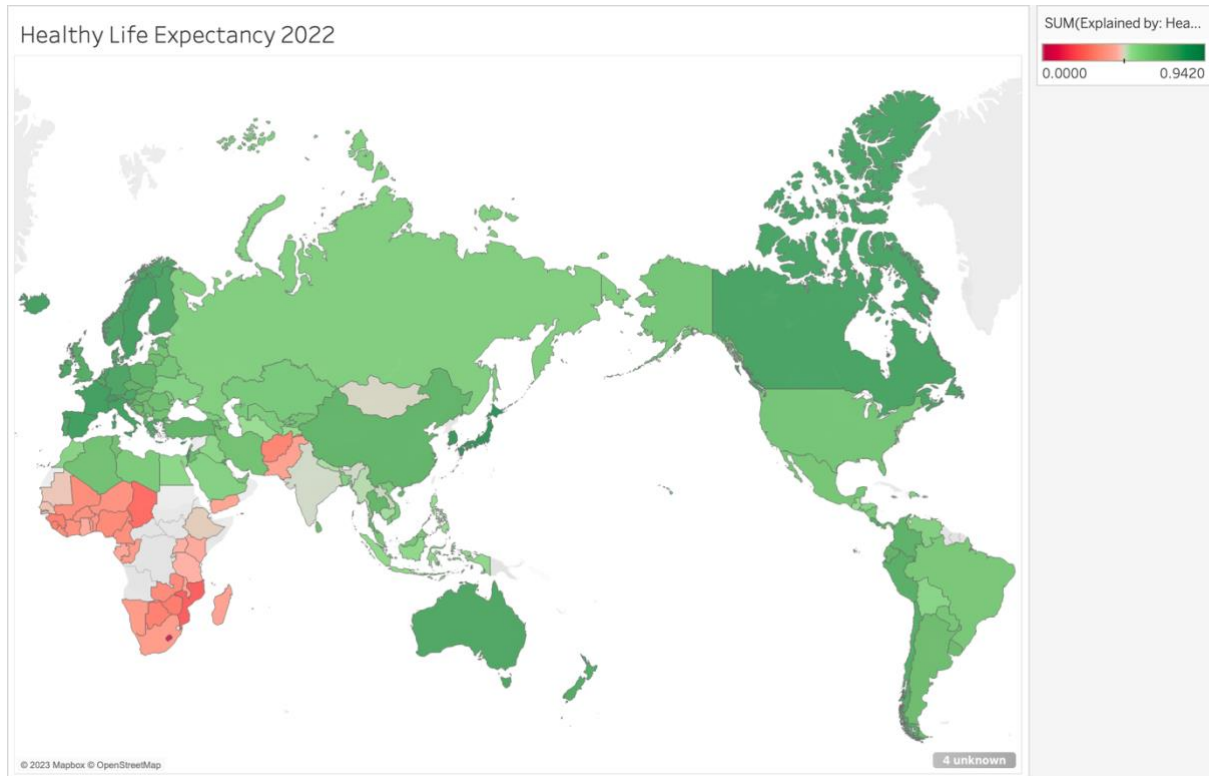 Healthy Life Expectancy 2022
SUM(Explained by: Hea...
0.0000 0.9420
© 2023 Mapbox © OpenStreetMap
4 unknown